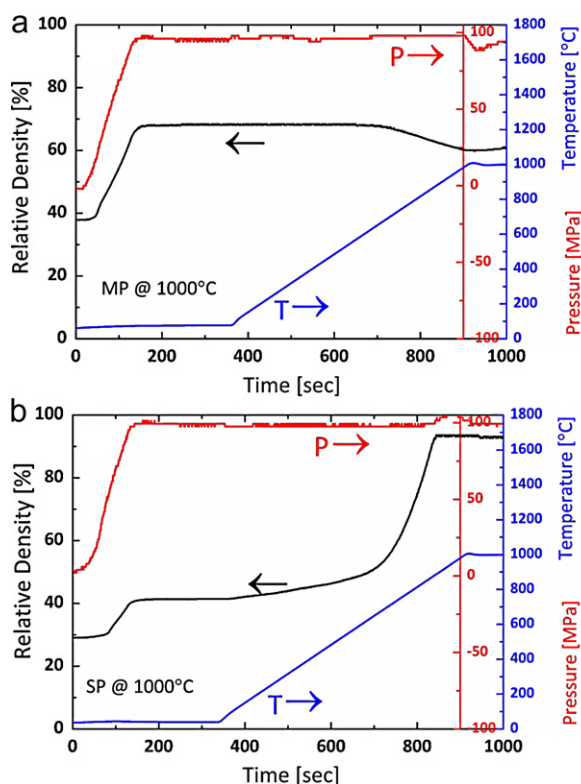 a
100
80
60
40
20
0
Relative Density [%]
0 200 400 600 800 1000
Time [sec]
P
T
MP @ 1000°C
100
50
0
-50
-100
Pressure [MPa]
1800
1600
1400
1200
1000
800
600
400
200
0
Temperature [°C]
b
100
80
60
40
20
0
Relative Density [%]
0 200 400 600 800 1000
Time [sec]
P
T
SP @ 1000°C
100
50
0
-50
-100
Pressure [MPa]
1800
1600
1400
1200
1000
800
600
400
200
0
Temperature [°C]